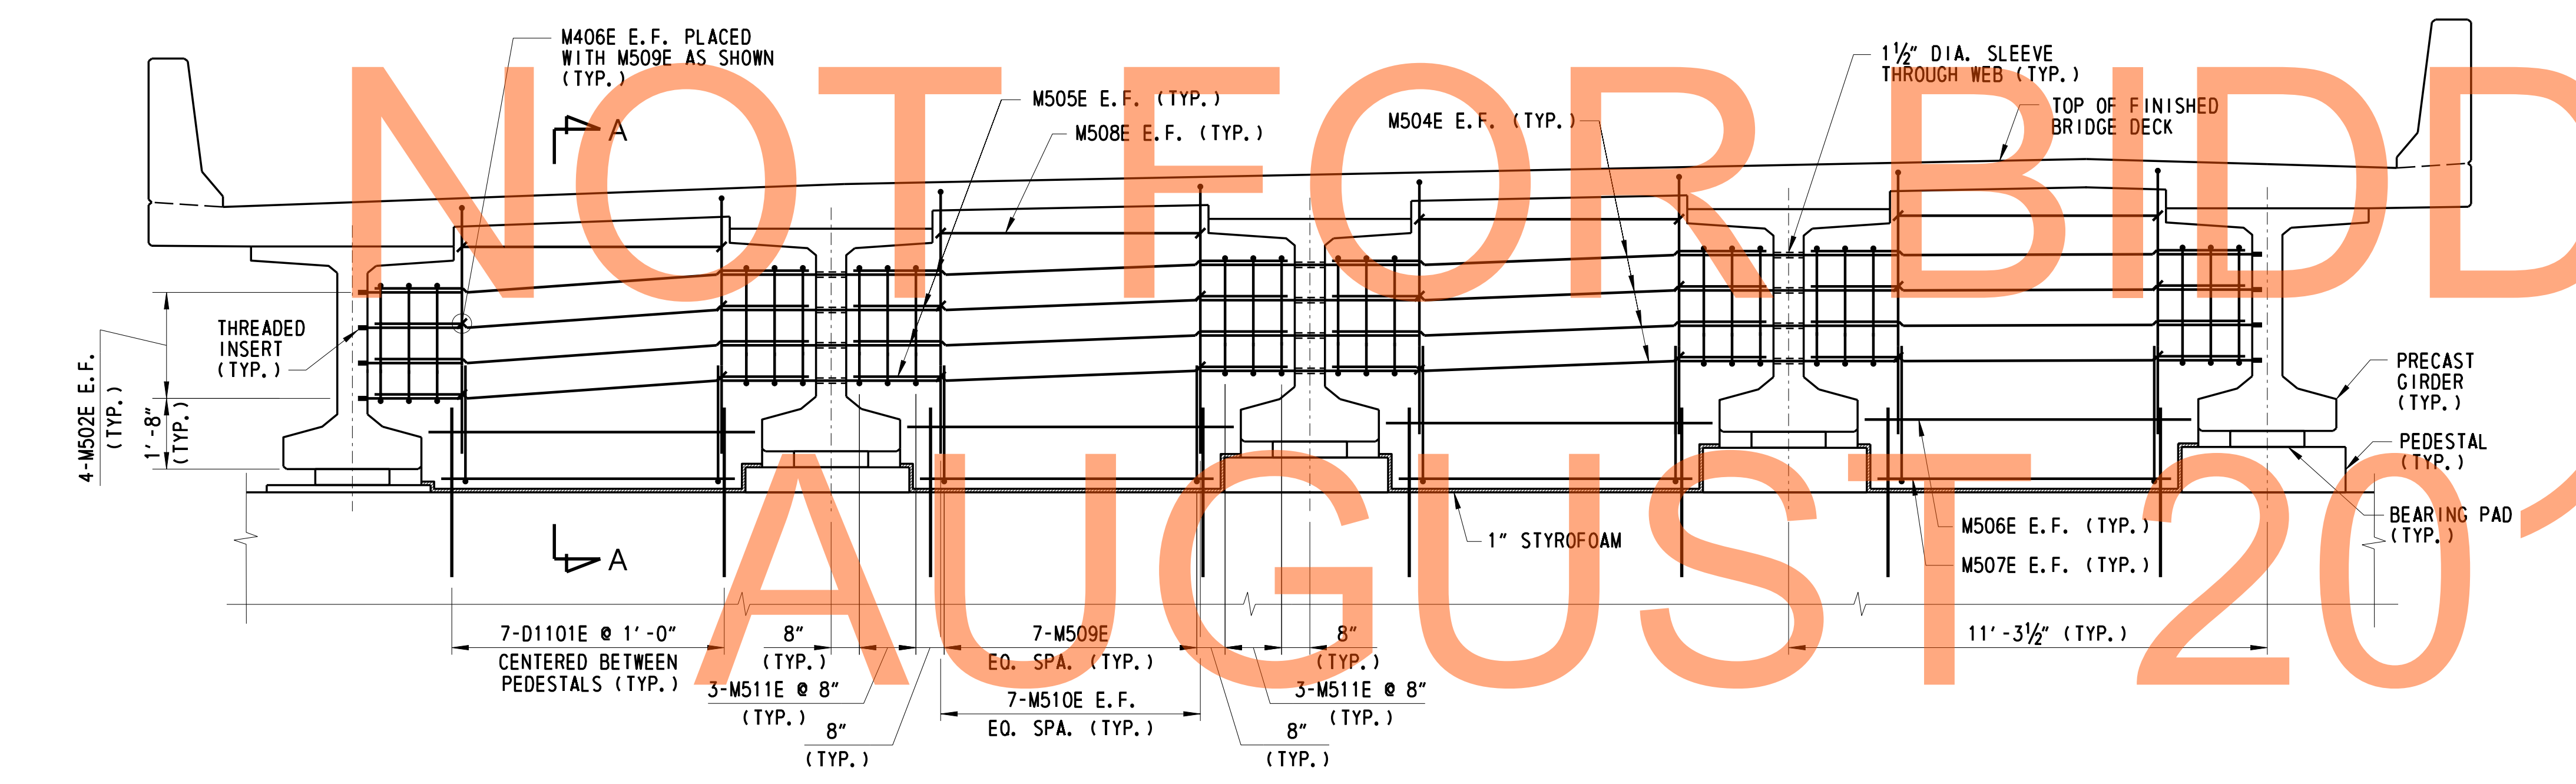 M406E E.F. PLACED
WITH M509E AS SHOWN
(TYP.)
A
M505E E.F. (TYP.)
M508E E.F. (TYP.)
M504E E.F. (TYP.)
1½" DIA. SLEEVE
THROUGH WEB (TYP.)
TOP OF FINISHED
BRIDGE DECK
NOT FOR BIDD
THREADED
INSERT
(TYP.)
4-M502E E.F.
(TYP.)
1'-8"
(TYP.)
PRECAST
GIRDER
(TYP.)
PEDESTAL
(TYP.)
BEARING PAD
(TYP.)
M506E E.F. (TYP.)
M507E E.F. (TYP.)
1" STYROFOAM
A
AUGUST 20
7-D1101E @ 1'-0"
CENTERED BETWEEN
PEDESTALS (TYP.)
8"
(TYP.)
3-M511E @ 8"
(TYP.)
8"
(TYP.)
7-M509E
EQ. SPA. (TYP.)
7-M510E E.F.
EQ. SPA. (TYP.)
8"
(TYP.)
3-M511E @ 8"
(TYP.)
8"
(TYP.)
11'-3½" (TYP.)